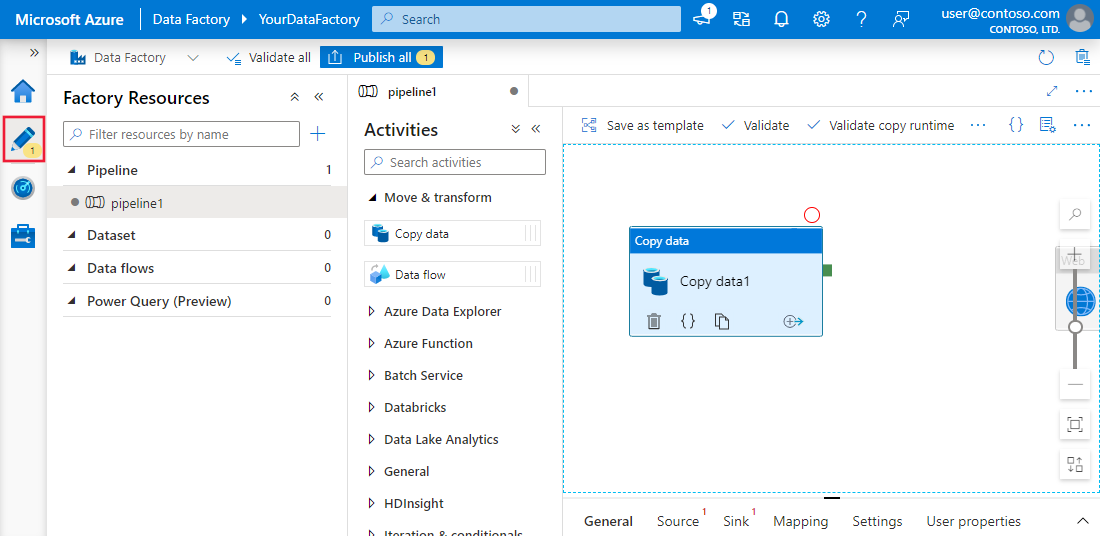 Microsoft Azure
Data Factory
YourDataFactory
Search
1
user@contoso.com
CONTOSO, LTD.
Data Factory
Validate all
Publish all 1
1
Factory Resources
Filter resources by name
Pipeline 1
pipeline1
Dataset 0
Data flows 0
Power Query (Preview) 0
pipeline1
Activities
Search activities
Move & transform
Copy data
Data flow
Azure Data Explorer
Azure Function
Batch Service
Databricks
Data Lake Analytics
General
HDInsight
Iteration & conditionals
Save as template
Validate
Validate copy runtime
Copy data
Copy data1
Web
General
Source 1
Sink 1
Mapping
Settings
User properties